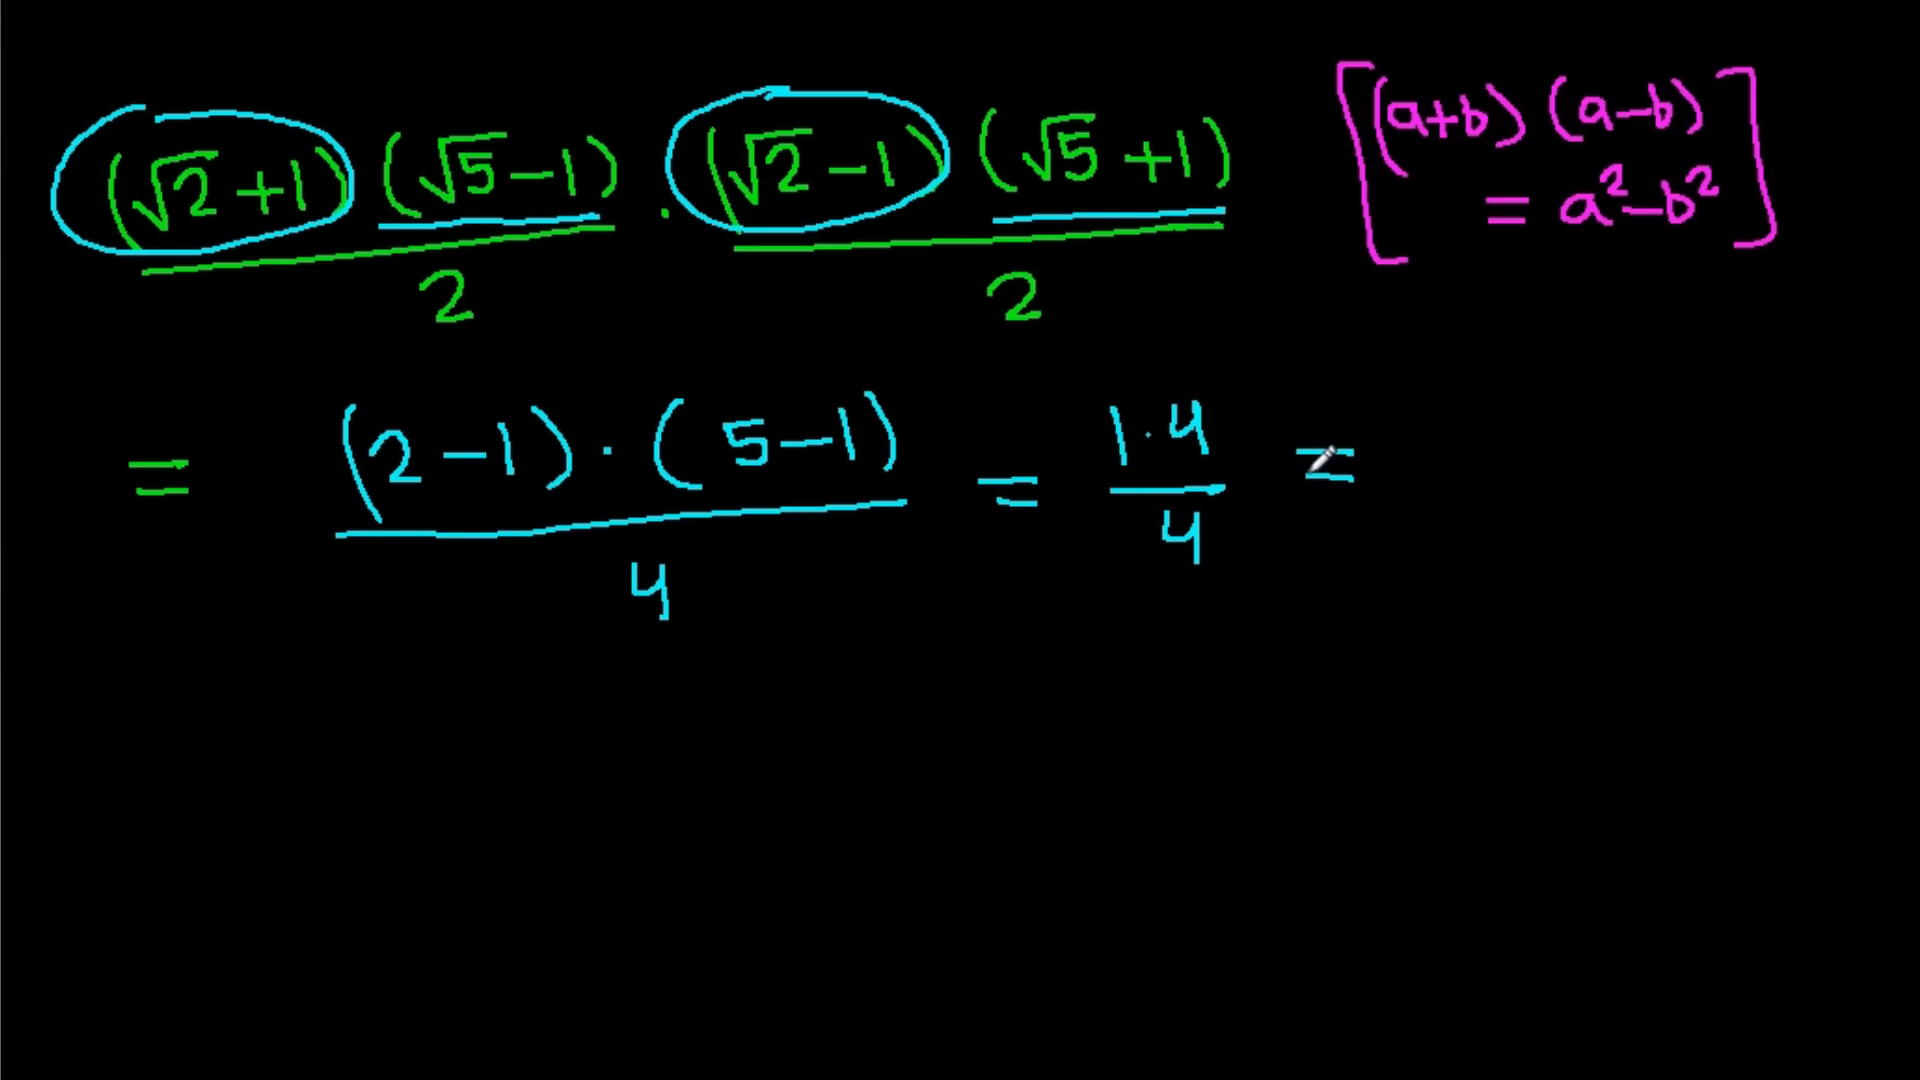 (√2+1)(√5-1)/2 · (√2-1)(√5+1)/2
[(a+b)(a-b)
= a²-b²]
= (2-1)·(5-1)/4 = 1·4/4 =